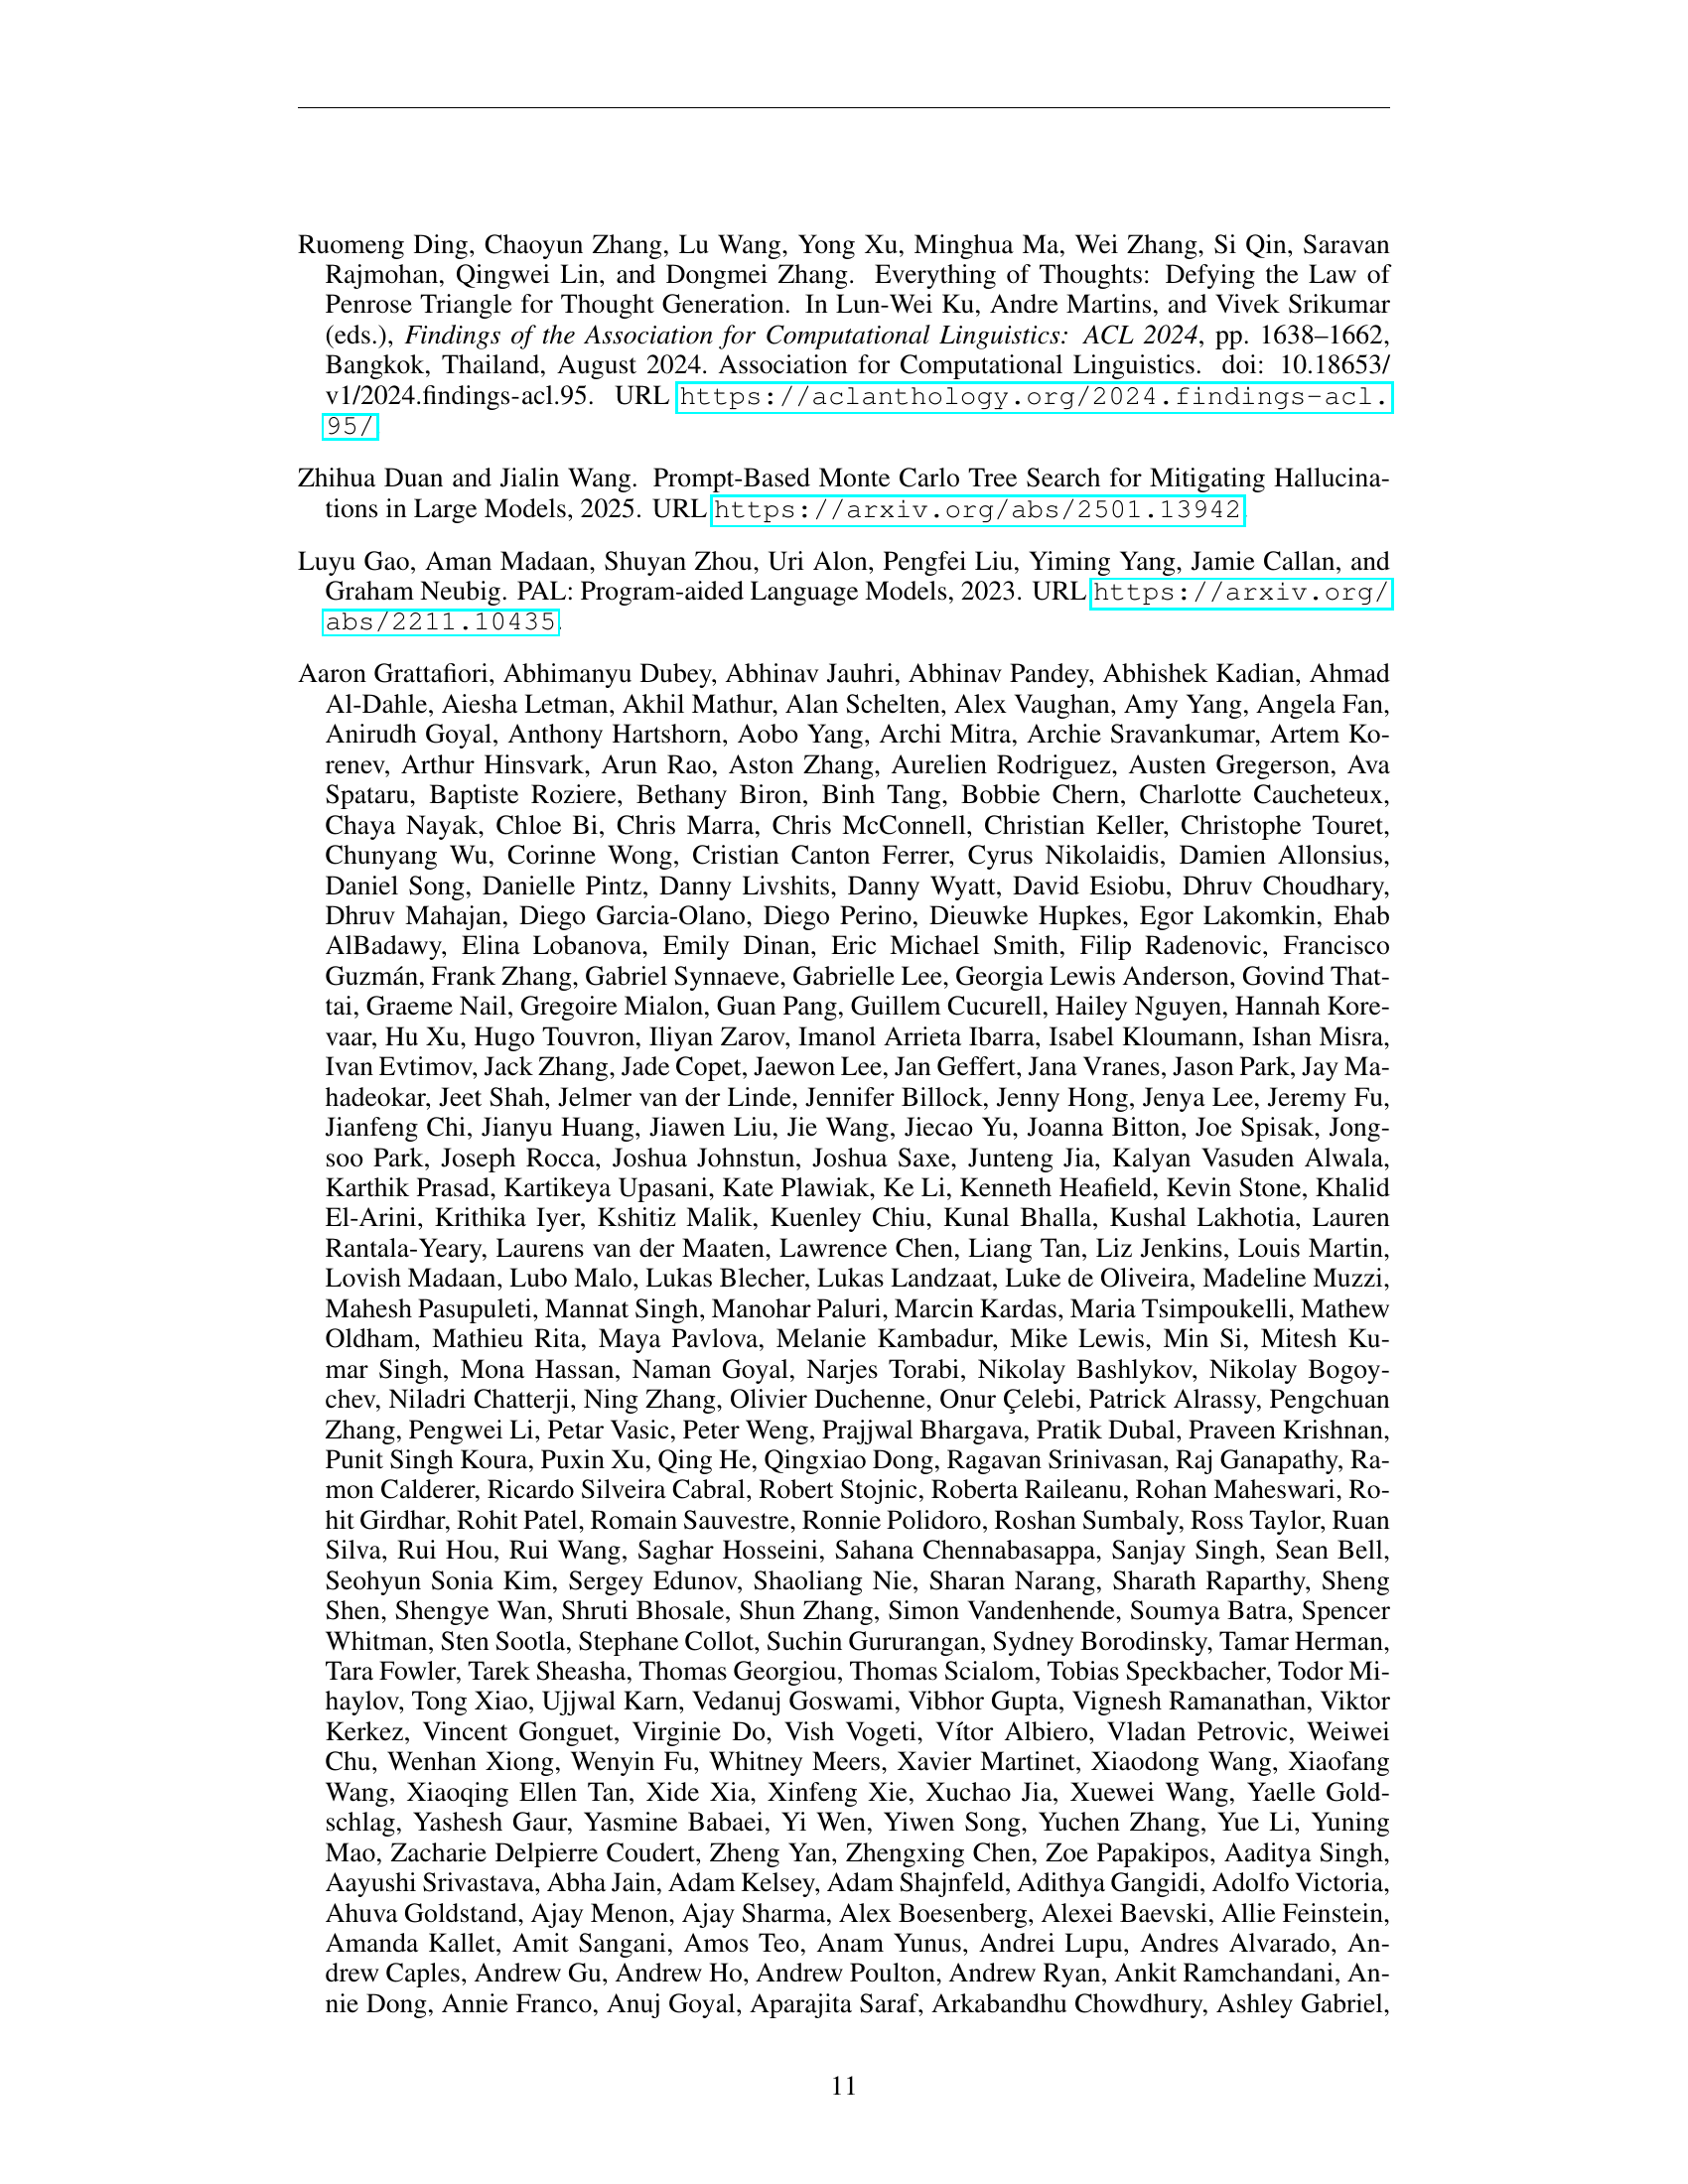 Ruomeng Ding, Chaoyun Zhang, Lu Wang, Yong Xu, Minghua Ma, Wei Zhang, Si Qin, Saravan
Rajmohan, Qingwei Lin, and Dongmei Zhang. Everything of Thoughts: Defying the Law of
Penrose Triangle for Thought Generation. In Lun-Wei Ku, Andre Martins, and Vivek Srikumar
(eds.), Findings of the Association for Computational Linguistics: ACL 2024, pp. 1638–1662,
Bangkok, Thailand, August 2024. Association for Computational Linguistics. doi: 10.18653/
v1/2024.findings-acl.95. URL https://aclanthology.org/2024.findings-acl.
95/
Zhihua Duan and Jialin Wang. Prompt-Based Monte Carlo Tree Search for Mitigating Hallucina-
tions in Large Models, 2025. URL https://arxiv.org/abs/2501.13942.
Luyu Gao, Aman Madaan, Shuyan Zhou, Uri Alon, Pengfei Liu, Yiming Yang, Jamie Callan, and
Graham Neubig. PAL: Program-aided Language Models, 2023. URL https://arxiv.org/
abs/2211.10435.
Aaron Grattafiori, Abhimanyu Dubey, Abhinav Jauhri, Abhinav Pandey, Abhishek Kadian, Ahmad
Al-Dahle, Aiesha Letman, Akhil Mathur, Alan Schelten, Alex Vaughan, Amy Yang, Angela Fan,
Anirudh Goyal, Anthony Hartshorn, Aobo Yang, Archi Mitra, Archie Sravankumar, Artem Ko-
renev, Arthur Hinsvark, Arun Rao, Aston Zhang, Aurelien Rodriguez, Austen Gregerson, Ava
Spataru, Baptiste Roziere, Bethany Biron, Binh Tang, Bobbie Chern, Charlotte Caucheteux,
Chaya Nayak, Chloe Bi, Chris Marra, Chris McConnell, Christian Keller, Christophe Touret,
Chunyang Wu, Corinne Wong, Cristian Canton Ferrer, Cyrus Nikolaidis, Damien Allonsius,
Daniel Song, Danielle Pintz, Danny Livshits, Danny Wyatt, David Esiobu, Dhruv Choudhary,
Dhruv Mahajan, Diego Garcia-Olano, Diego Perino, Dieuwke Hupkes, Egor Lakomkin, Ehab
AlBadawy, Elina Lobanova, Emily Dinan, Eric Michael Smith, Filip Radenovic, Francisco
Guzmán, Frank Zhang, Gabriel Synnaeve, Gabrielle Lee, Georgia Lewis Anderson, Govind That-
tai, Graeme Nail, Gregoire Mialon, Guan Pang, Guillem Cucurell, Hailey Nguyen, Hannah Kore-
vaar, Hu Xu, Hugo Touvron, Iliyan Zarov, Imanol Arrieta Ibarra, Isabel Kloumann, Ishan Misra,
Ivan Evtimov, Jack Zhang, Jade Copet, Jaewon Lee, Jan Geffert, Jana Vranes, Jason Park, Jay Ma-
hadeokar, Jeet Shah, Jelmer van der Linde, Jennifer Billock, Jenny Hong, Jenya Lee, Jeremy Fu,
Jianfeng Chi, Jianyu Huang, Jiawen Liu, Jie Wang, Jiecao Yu, Joanna Bitton, Joe Spisak, Jong-
soo Park, Joseph Rocca, Joshua Johnstun, Joshua Saxe, Junteng Jia, Kalyan Vasuden Alwala,
Karthik Prasad, Kartikeya Upasani, Kate Plawiak, Ke Li, Kenneth Heafield, Kevin Stone, Khalid
El-Arini, Krithika Iyer, Kshitiz Malik, Kuenley Chiu, Kunal Bhalla, Kushal Lakhotia, Lauren
Rantala-Yeary, Laurens van der Maaten, Lawrence Chen, Liang Tan, Liz Jenkins, Louis Martin,
Lovish Madaan, Lubo Malo, Lukas Blecher, Lukas Landzaat, Luke de Oliveira, Madeline Muzzi,
Mahesh Pasupuleti, Mannat Singh, Manohar Paluri, Marcin Kardas, Maria Tsimpoukelli, Mathew
Oldham, Mathieu Rita, Maya Pavlova, Melanie Kambadur, Mike Lewis, Min Si, Mitesh Ku-
mar Singh, Mona Hassan, Naman Goyal, Narjes Torabi, Nikolay Bashlykov, Nikolay Bogoy-
chev, Niladri Chatterji, Ning Zhang, Olivier Duchenne, Onur Çelebi, Patrick Alrassy, Pengchuan
Zhang, Pengwei Li, Petar Vasic, Peter Weng, Prajjwal Bhargava, Pratik Dubal, Praveen Krishnan,
Punit Singh Koura, Puxin Xu, Qing He, Qingxiao Dong, Ragavan Srinivasan, Raj Ganapathy, Ra-
mon Calderer, Ricardo Silveira Cabral, Robert Stojnic, Roberta Raileanu, Rohan Maheswari, Ro-
hit Girdhar, Rohit Patel, Romain Sauvestre, Ronnie Polidoro, Roshan Sumbaly, Ross Taylor, Ruan
Silva, Rui Hou, Rui Wang, Saghar Hosseini, Sahana Chennabasappa, Sanjay Singh, Sean Bell,
Seohyun Sonia Kim, Sergey Edunov, Shaoliang Nie, Sharan Narang, Sharath Raparthy, Sheng
Shen, Shengye Wan, Shruti Bhosale, Shun Zhang, Simon Vandenhende, Soumya Batra, Spencer
Whitman, Sten Sootla, Stephane Collot, Suchin Gururangan, Sydney Borodinsky, Tamar Herman,
Tara Fowler, Tarek Sheasha, Thomas Georgiou, Thomas Scialom, Tobias Speckbacher, Todor Mi-
haylov, Tong Xiao, Ujjwal Karn, Vedanuj Goswami, Vibhor Gupta, Vignesh Ramanathan, Viktor
Kerkez, Vincent Gonguet, Virginie Do, Vish Vogeti, Vítor Albiero, Vladan Petrovic, Weiwei
Chu, Wenhan Xiong, Wenyin Fu, Whitney Meers, Xavier Martinet, Xiaodong Wang, Xiaofang
Wang, Xiaoqing Ellen Tan, Xide Xia, Xinfeng Xie, Xuchao Jia, Xuewei Wang, Yaelle Gold-
schlag, Yashesh Gaur, Yasmine Babaei, Yi Wen, Yiwen Song, Yuchen Zhang, Yue Li, Yuning
Mao, Zacharie Delpierre Coudert, Zheng Yan, Zhengxing Chen, Zoe Papakipos, Aaditya Singh,
Aayushi Srivastava, Abha Jain, Adam Kelsey, Adam Shajnfeld, Adithya Gangidi, Adolfo Victoria,
Ahuva Goldstand, Ajay Menon, Ajay Sharma, Alex Boesenberg, Alexei Baevski, Allie Feinstein,
Amanda Kallet, Amit Sangani, Amos Teo, Anam Yunus, Andrei Lupu, Andres Alvarado, An-
drew Caples, Andrew Gu, Andrew Ho, Andrew Poulton, Andrew Ryan, Ankit Ramchandani, An-
nie Dong, Annie Franco, Anuj Goyal, Aparajita Saraf, Arkabandhu Chowdhury, Ashley Gabriel,
11